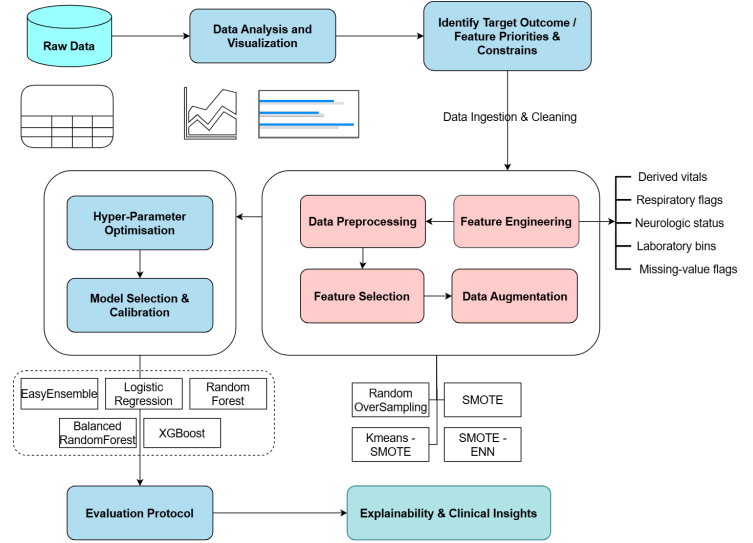 Raw Data
Data Analysis and
Visualization
Identify Target Outcome /
Feature Priorities &
Constrains
Data Ingestion & Cleaning
Hyper-Parameter
Optimisation
Model Selection &
Calibration
Data Preprocessing
Feature Engineering
Feature Selection
Data Augmentation
Derived vitals
Respiratory flags
Neurologic status
Laboratory bins
Missing-value flags
EasyEnsemble
Logistic
Regression
Random
Forest
Balanced
RandomForest
XGBoost
Random
OverSampling
SMOTE
Kmeans -
SMOTE
SMOTE -
ENN
Evaluation Protocol
Explainability & Clinical Insights